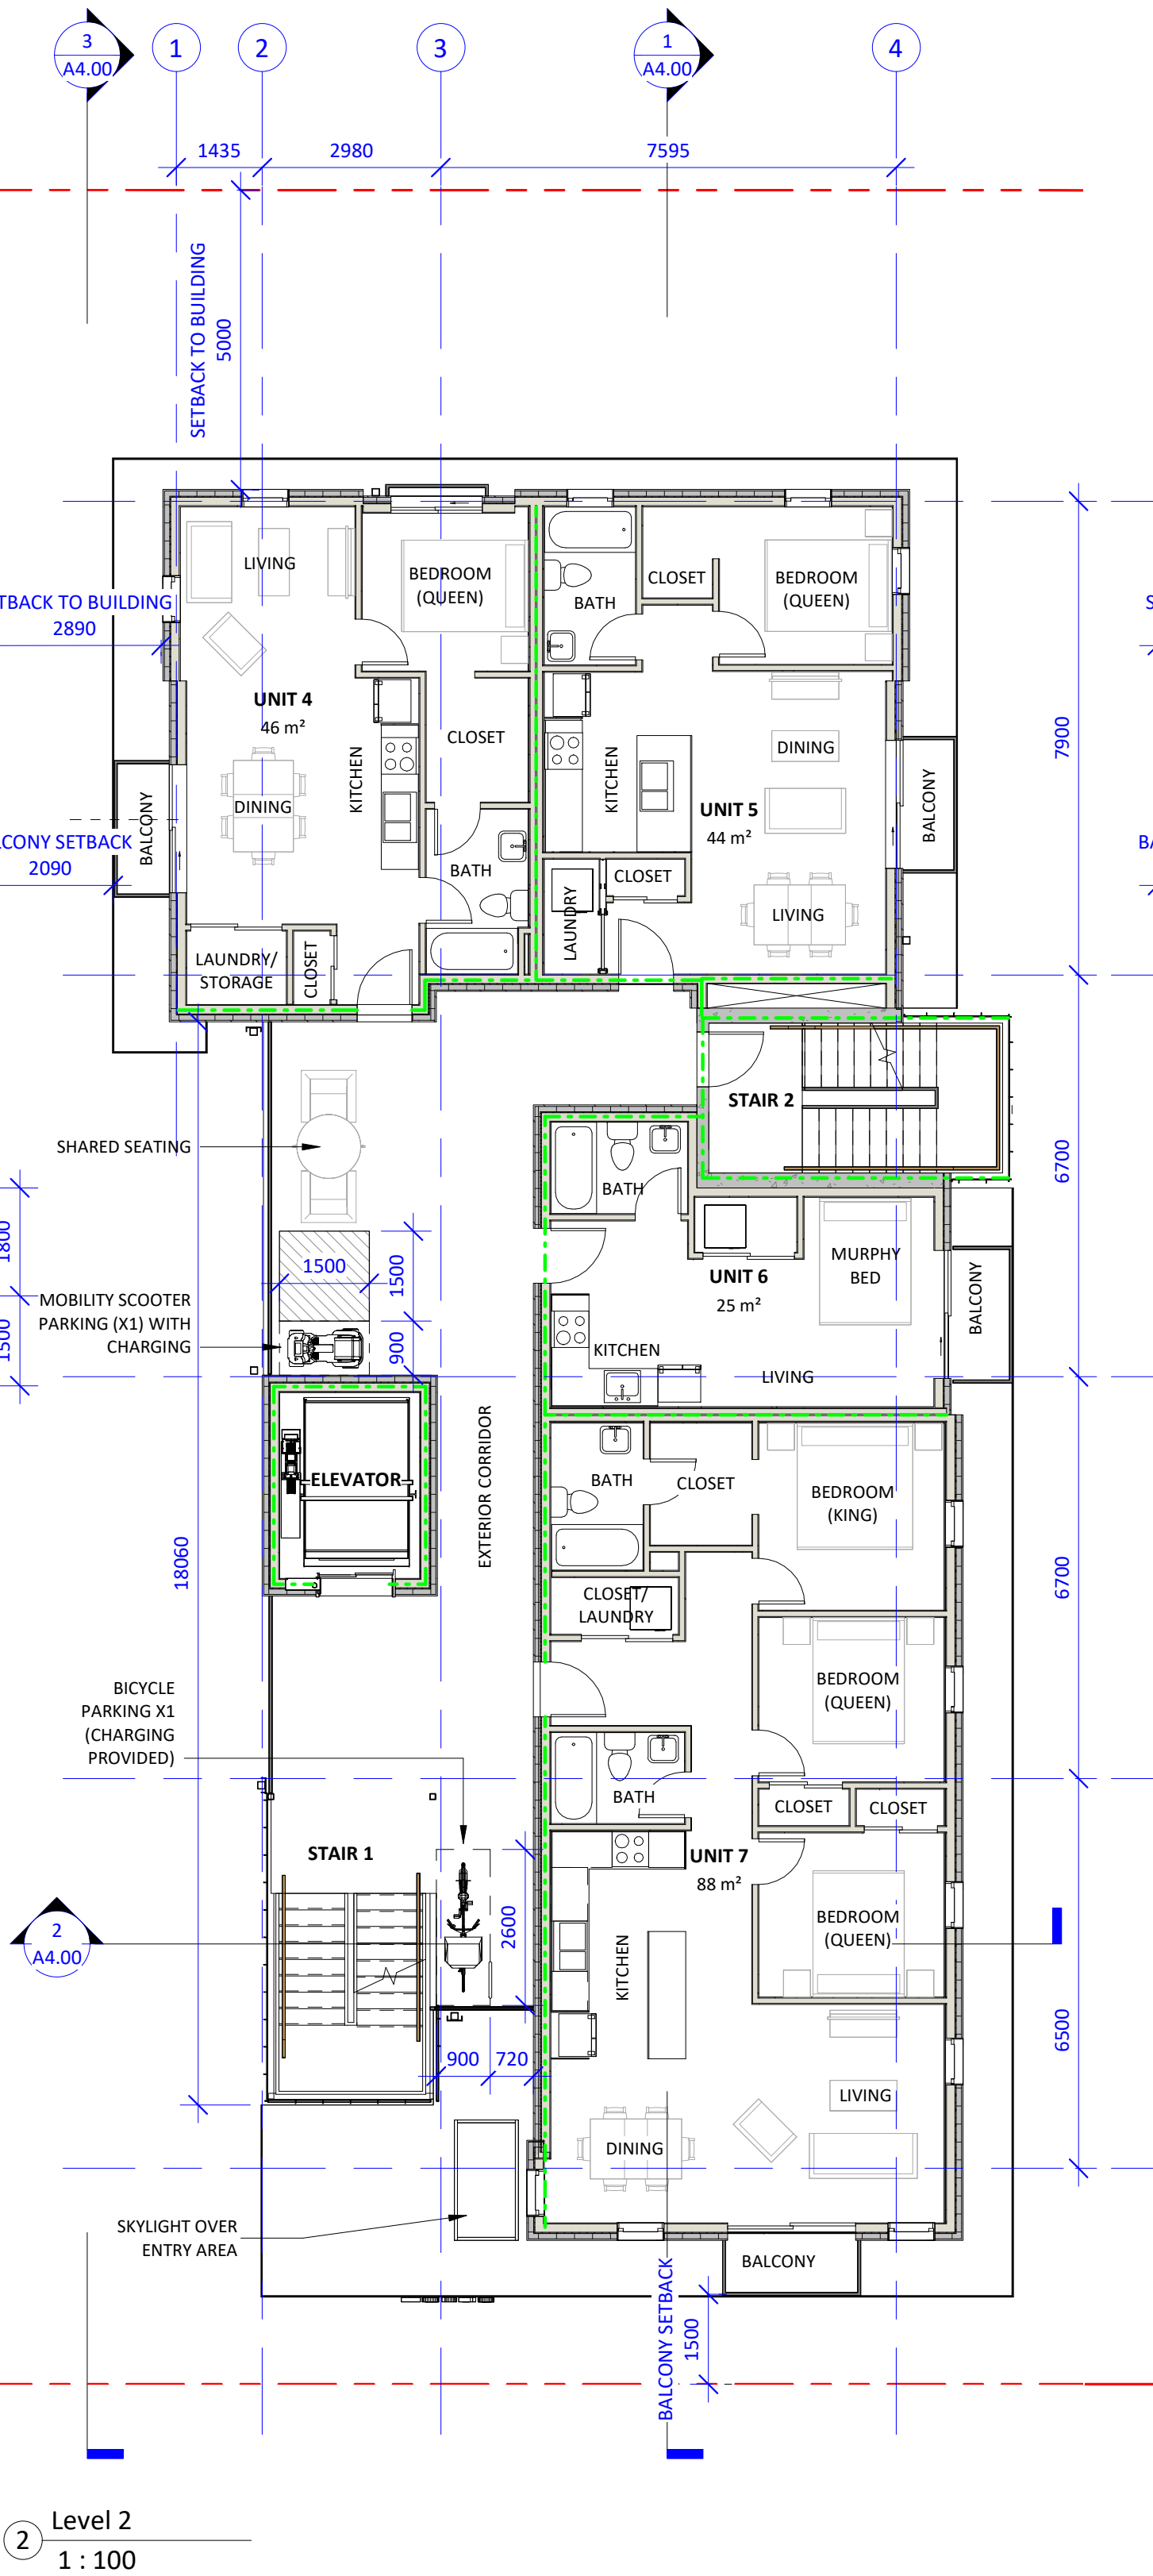 3
A4.00
1
2
3
1
A4.00
4
1435
2980
7595
SETBACK TO BUILDING
5000
LIVING
BEDROOM
(QUEEN)
CLOSET
BATH
BEDROOM
(QUEEN)
TBACK TO BUILDING
2890
UNIT 4
46 m²
CLOSET
KITCHEN
DINING
BALCONY
LCONY SETBACK
2090
BATH
KITCHEN
DINING
UNIT 5
44 m²
BALCONY
7900
S
BA
CLOSET
LAUNDRY
LIVING
LAUNDRY/
STORAGE
CLOSET
STAIR 2
SHARED SEATING
BATH
6700
1800
1500
1500
1500
900
MOBILITY SCOOTER
PARKING (X1) WITH
CHARGING
MURPHY
BED
UNIT 6
25 m²
BALCONY
KITCHEN
LIVING
ELEVATOR
EXTERIOR CORRIDOR
BATH
CLOSET
BEDROOM
(KING)
18060
CLOSET/
LAUNDRY
6700
BEDROOM
(QUEEN)
BICYCLE
PARKING X1
(CHARGING
PROVIDED)
BATH
CLOSET
CLOSET
STAIR 1
UNIT 7
88 m²
BEDROOM
(QUEEN)
2
A4.00
2600
KITCHEN
6500
900
720
LIVING
DINING
SKYLIGHT OVER
ENTRY AREA
BALCONY
BALCONY SETBACK
1500
2
Level 2
1 : 100